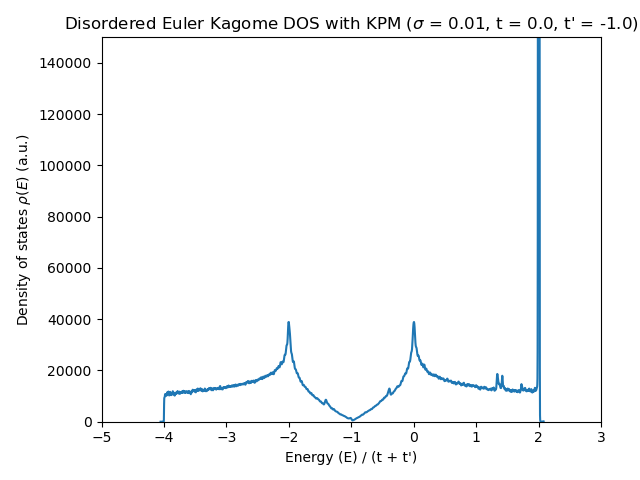 Disordered Euler Kagome DOS with KPM (σ = 0.01, t = 0.0, t' = -1.0)
Density of states ρ(E) (a.u.)
140000
120000
100000
80000
60000
40000
20000
0
−5 −4 −3 −2 −1 0 1 2 3
Energy (E) / (t + t')